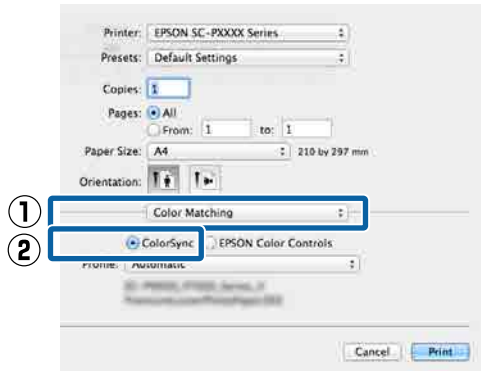 Printer: EPSON SC-PXXXX Series
Presets: Default Settings
Copies: 1
Pages: All
From: 1 to: 1
Paper Size: A4 210 by 297 mm
Orientation:
① Color Matching
② ColorSync EPSON Color Controls
Profile: Automatic
Cancel Print